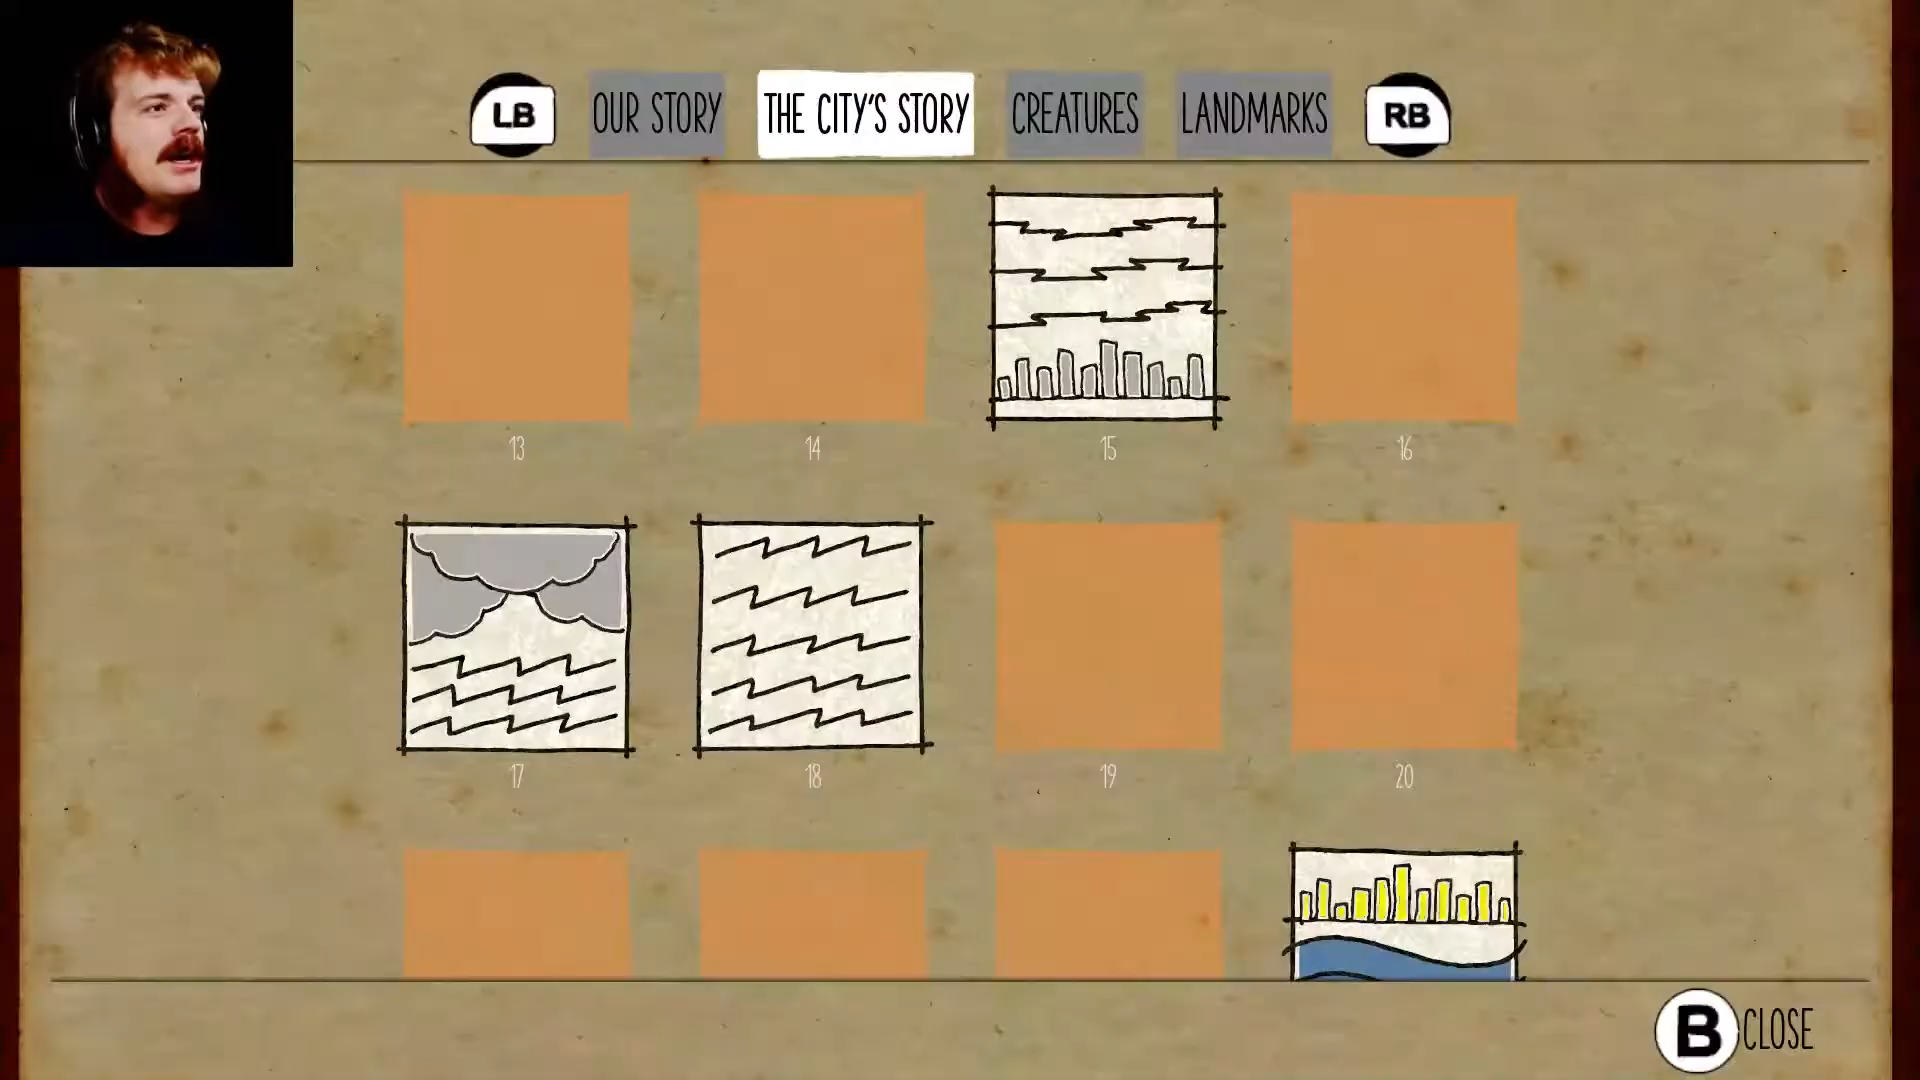 LB OUR STORY THE CITY'S STORY CREATURES LANDMARKS RB
13 14 15 16
17 18 19 20
B CLOSE